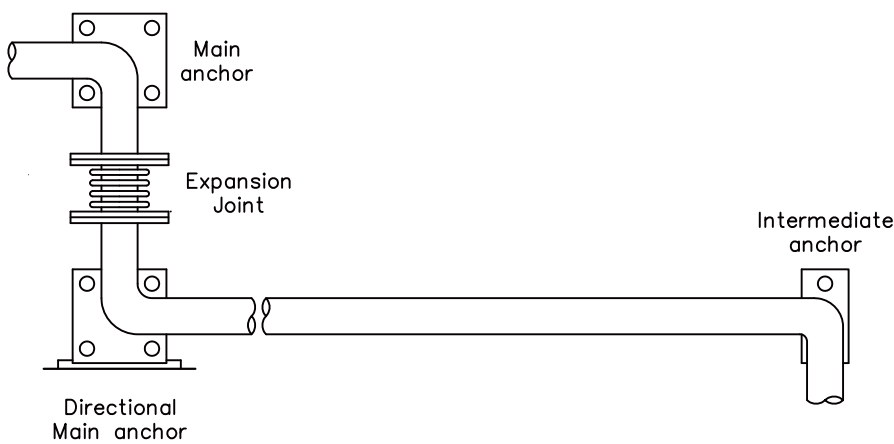 Main
anchor
Expansion
Joint
Intermediate
anchor
Directional
Main anchor